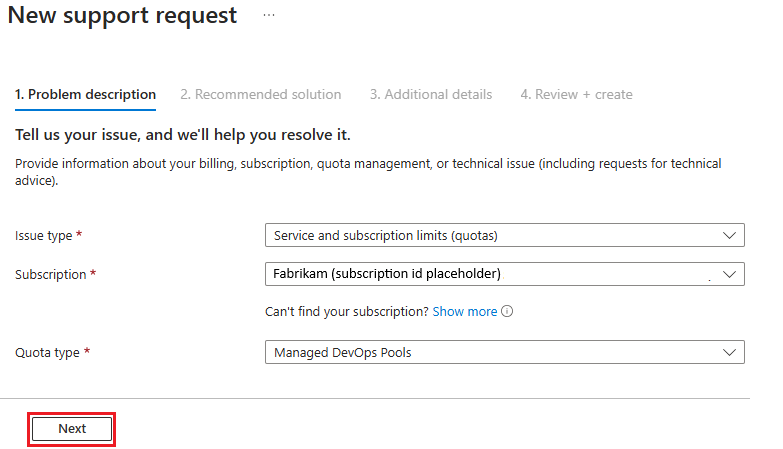 New support request ...
1. Problem description 2. Recommended solution 3. Additional details 4. Review + create
Tell us your issue, and we'll help you resolve it.
Provide information about your billing, subscription, quota management, or technical issue (including requests for technical
advice).
Issue type * Service and subscription limits (quotas)
Subscription * Fabrikam (subscription id placeholder)
Can't find your subscription? Show more
Quota type * Managed DevOps Pools
Next